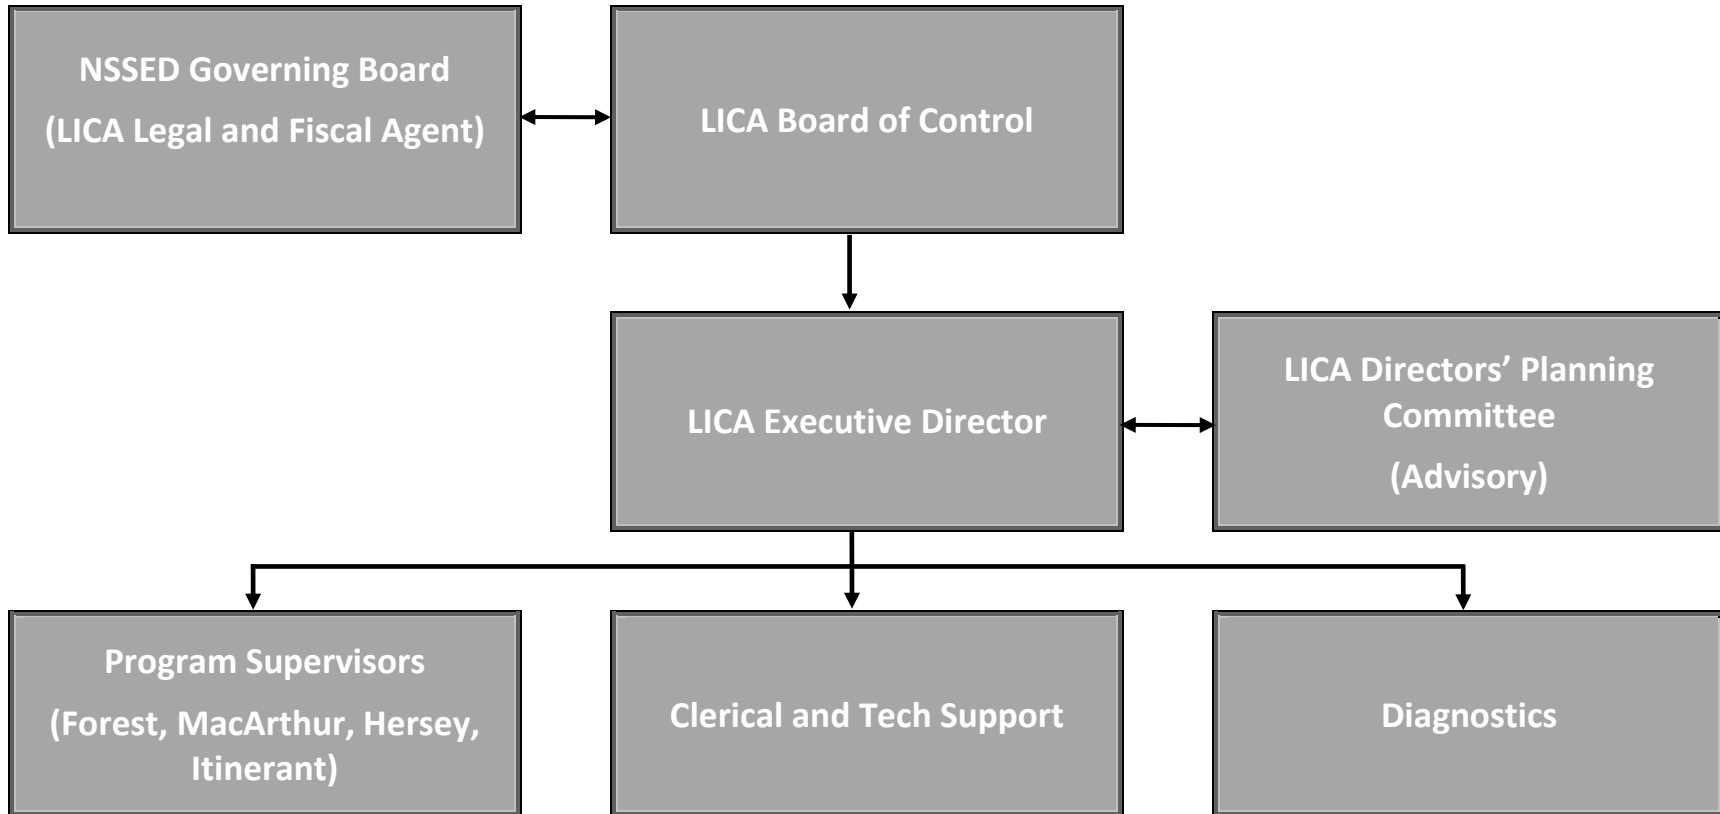 NSSED Governing Board
(LICA Legal and Fiscal Agent)
LICA Board of Control
LICA Executive Director
LICA Directors’ Planning
Committee
(Advisory)
Program Supervisors
(Forest, MacArthur, Hersey,
Itinerant)
Clerical and Tech Support
Diagnostics